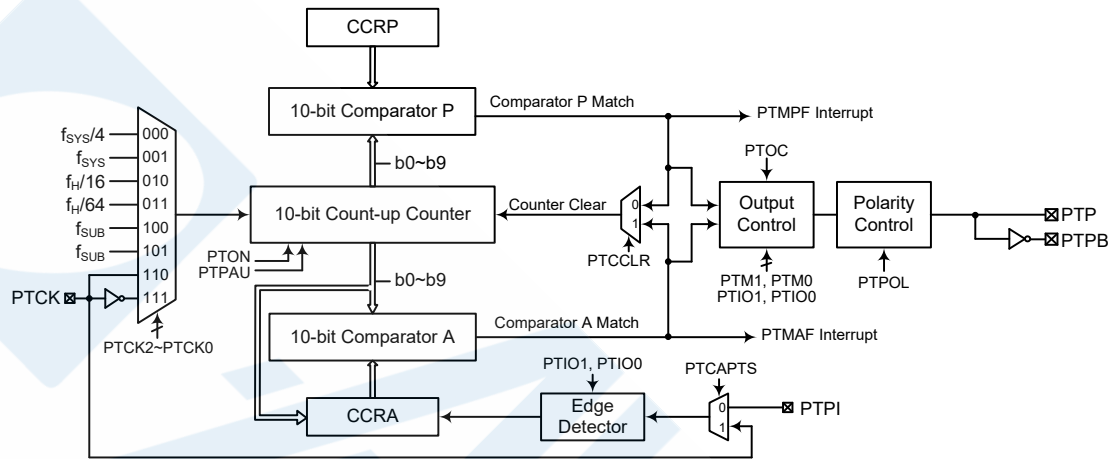 CCRP
10-bit Comparator P
Comparator P Match
PTMPF Interrupt
fSYS/4
000
fSYS
001
fH/16
010
fH/64
011
fSUB
100
fSUB
101
110
111
PTCK
PTCK2~PTCK0
b0~b9
10-bit Count-up Counter
Counter Clear
0
1
PTCCLR
PTON
PTPAU
PTOC
Output
Control
PTM1, PTM0
PTIO1, PTIO0
Polarity
Control
PTPOL
PTP
PTPB
b0~b9
10-bit Comparator A
Comparator A Match
PTMAF Interrupt
CCRA
PTIO1, PTIO0
Edge
Detector
PTCAPTS
0
1
PTPI